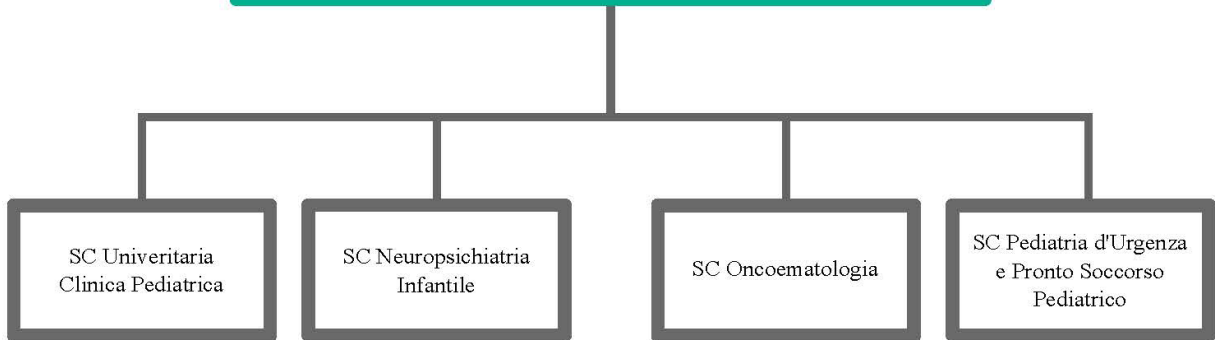 SC Univeritaria
Clinica Pediatrica
SC Neuropsichiatria
Infantile
SC Oncoematologia
SC Pediatria d'Urgenza
e Pronto Soccorso
Pediatrico